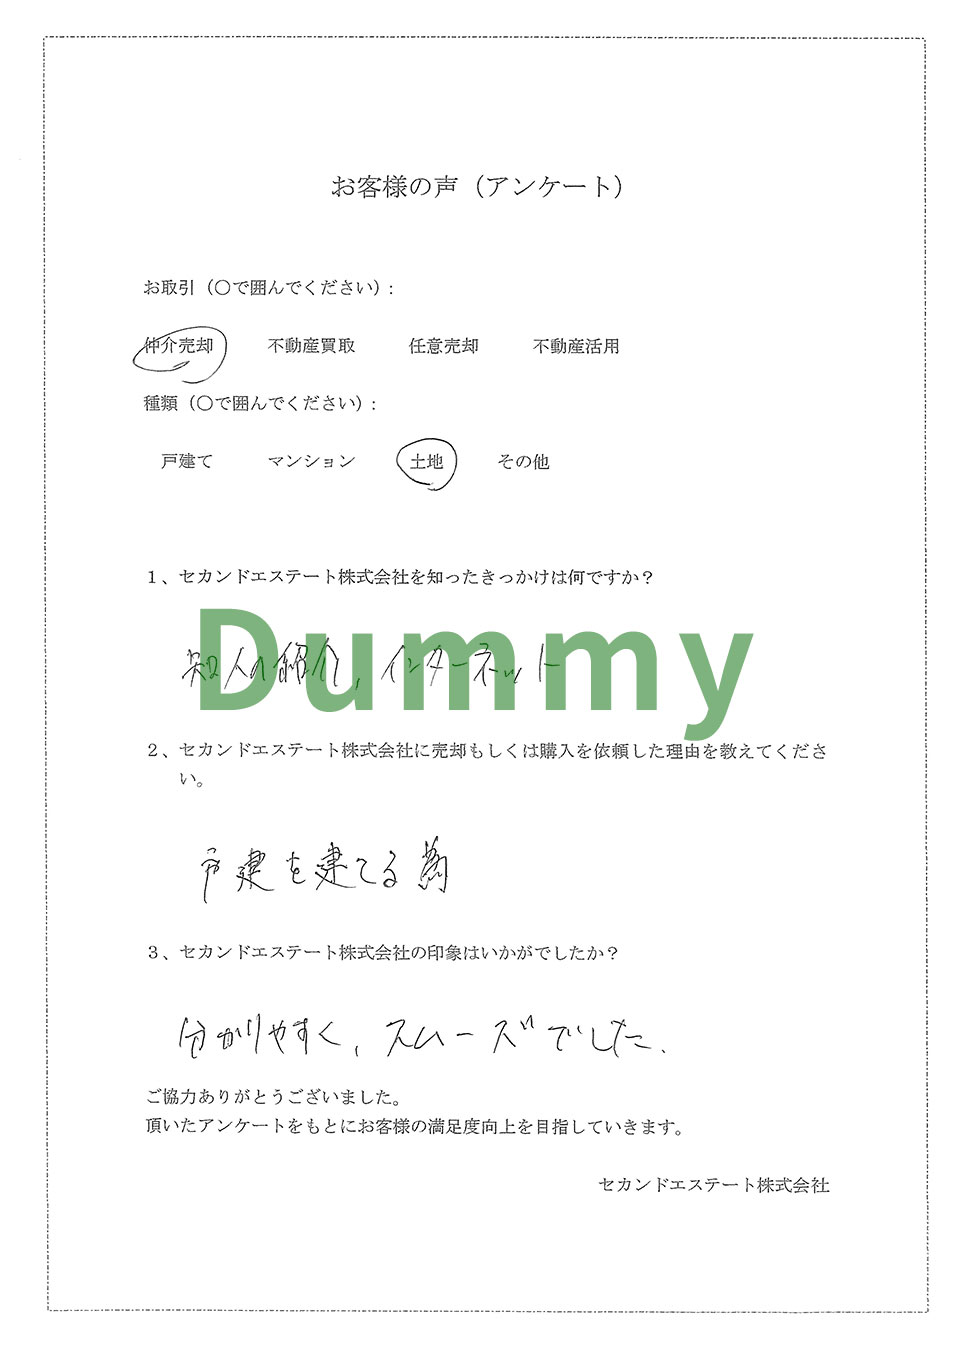 お客様の声（アンケート）
お取引（〇で囲んでください）:
仲介売却 不動産買取 任意売却 不動産活用
種類（〇で囲んでください）:
戸建て マンション 土地 その他
1、セカンドエステート株式会社を知ったきっかけは何ですか？
Dummy
知人の紹介，インターネット
2、セカンドエステート株式会社に売却もしくは購入を依頼した理由を教えてくださ
い。
戸建を建てる為
3、セカンドエステート株式会社の印象はいかがでしたか？
分かりやすく，スムーズでした．
ご協力ありがとうございました。
頂いたアンケートをもとにお客様の満足度向上を目指していきます。
セカンドエステート株式会社